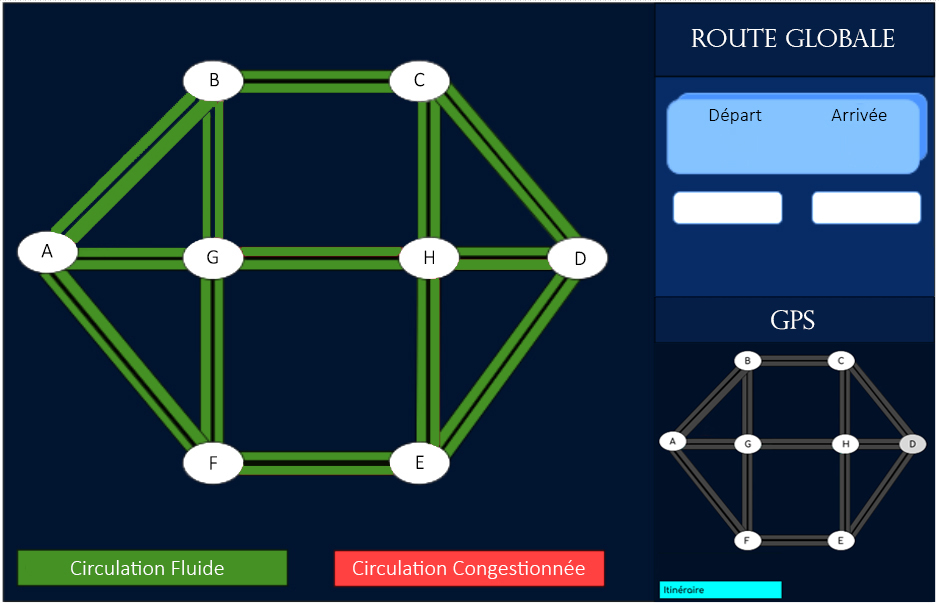 B
C
A
G
H
D
F
E
Circulation Fluide
Circulation Congestionnée
ROUTE GLOBALE
Départ Arrivée
GPS
B C
A G H D
F E
Itinéraire